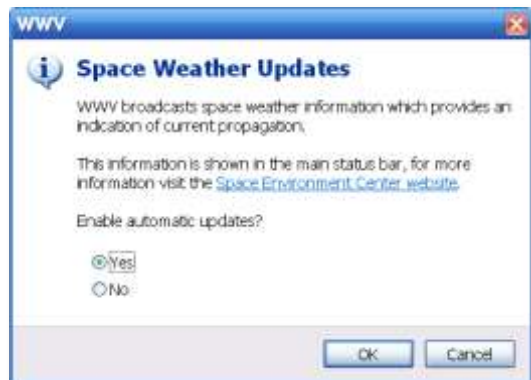 WWV
Space Weather Updates
WWV broadcasts space weather information which provides an
indication of current propagation.
This information is shown in the main status bar, for more
information visit the Space Environment Center website.
Enable automatic updates?
Yes
No
OK
Cancel